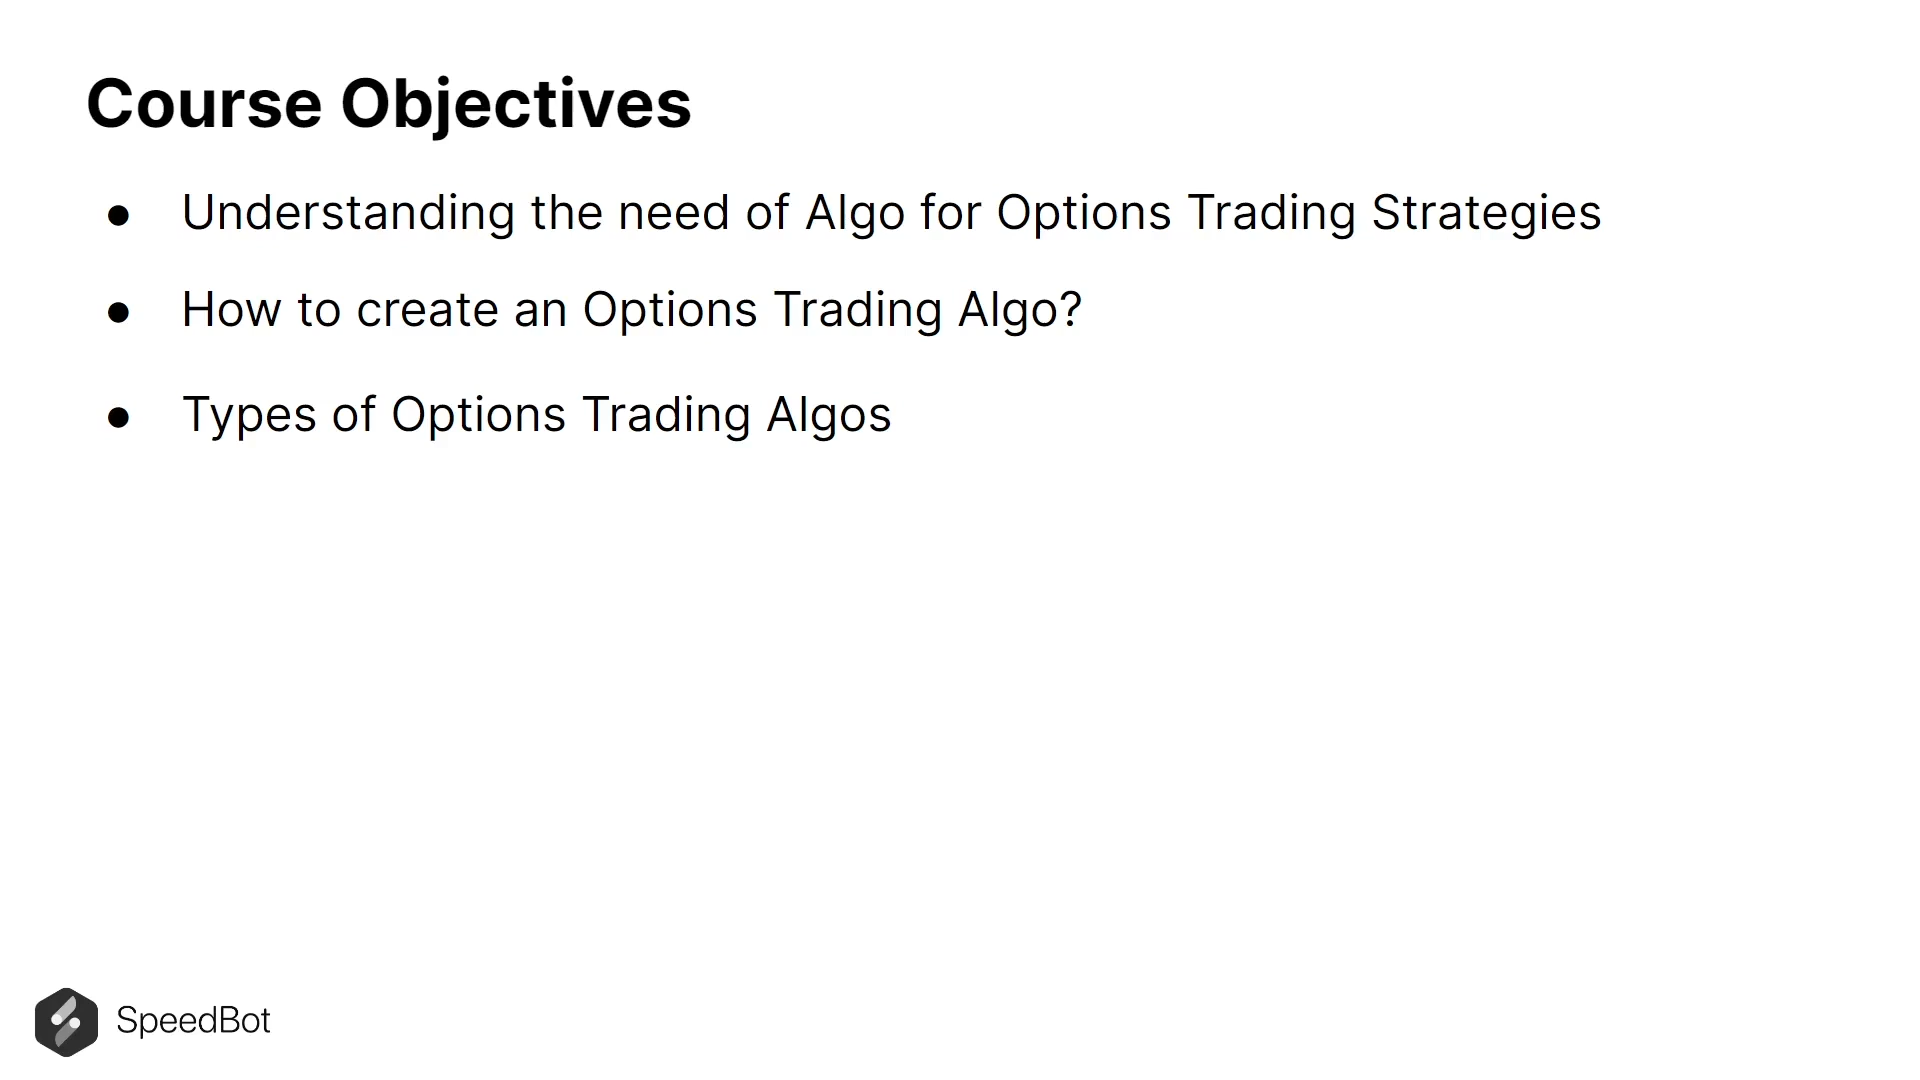 Course Objectives
● Understanding the need of Algo for Options Trading Strategies
● How to create an Options Trading Algo?
● Types of Options Trading Algos
SpeedBot